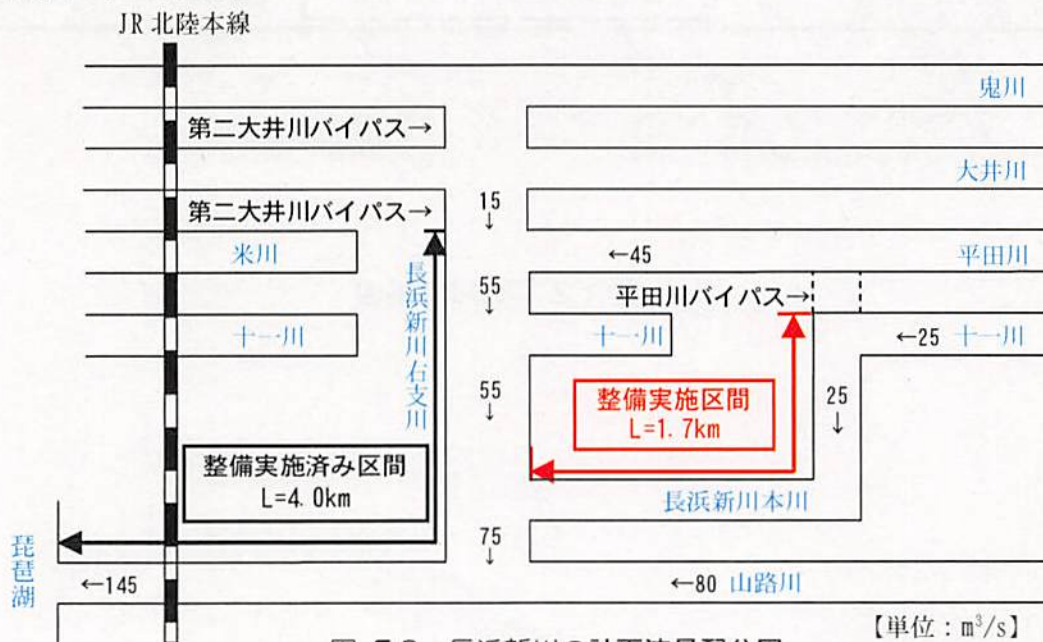 JR 北陸本線
鬼川
第二大井川バイパス→
大井川
第二大井川バイパス→
15
↓
米川
←45
平田川
長浜新川右支川
55
↓
平田川バイパス→
十一川
十一川
←25 十一川
55
↓
整備実施区間
L=1.7km
25
↓
整備実施済み区間
L=4.0km
長浜新川本川
琵琶湖
75
↓
←145
←80 山路川
【単位：m³/s】